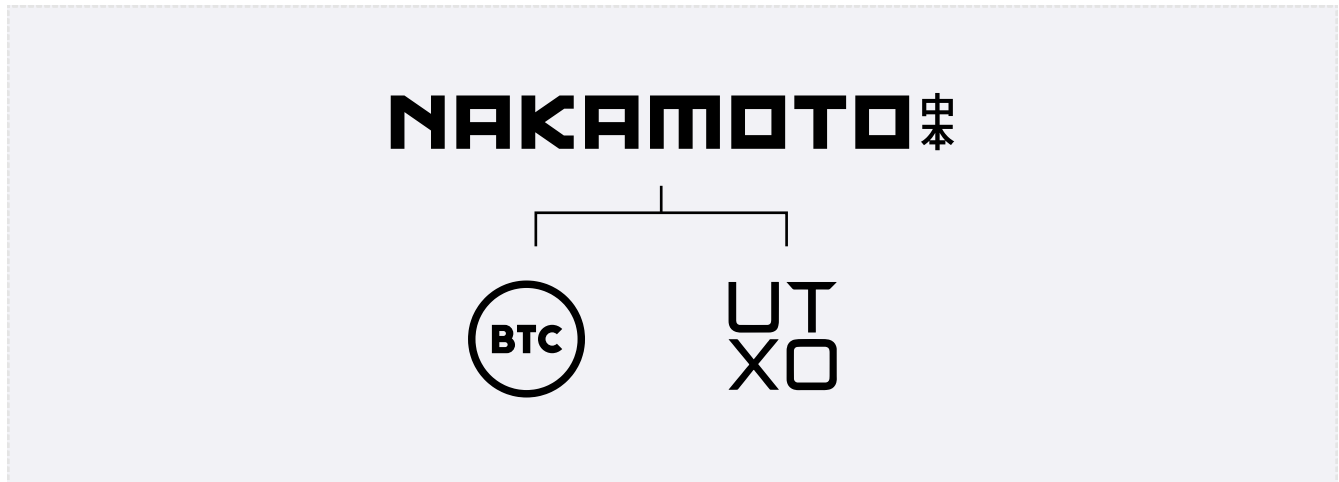 NAKAMOTO 中本
BTC
UT
XO